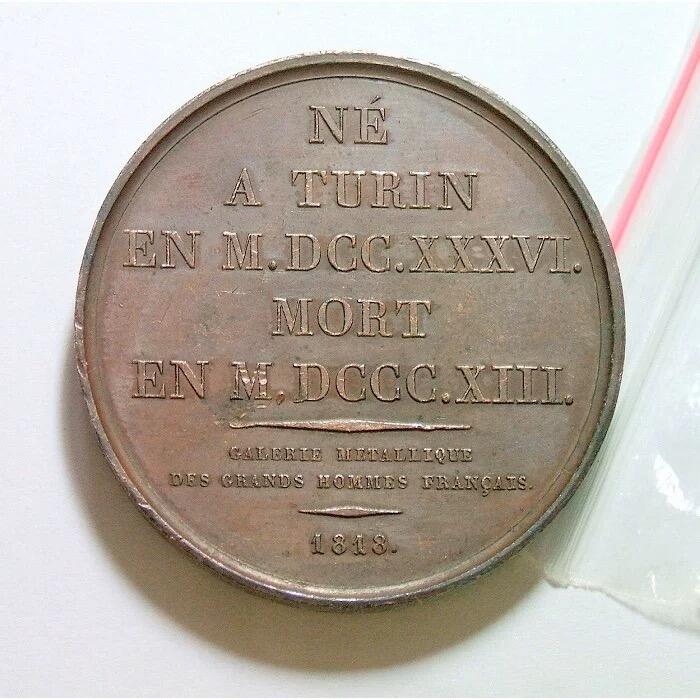 NÉ
A TURIN
EN M.DCC.XXXVI.
MORT
EN M.DCCC.XIII.
GALERIE METALLIQUE
DES GRANDS HOMMES FRANÇAIS.
1818.